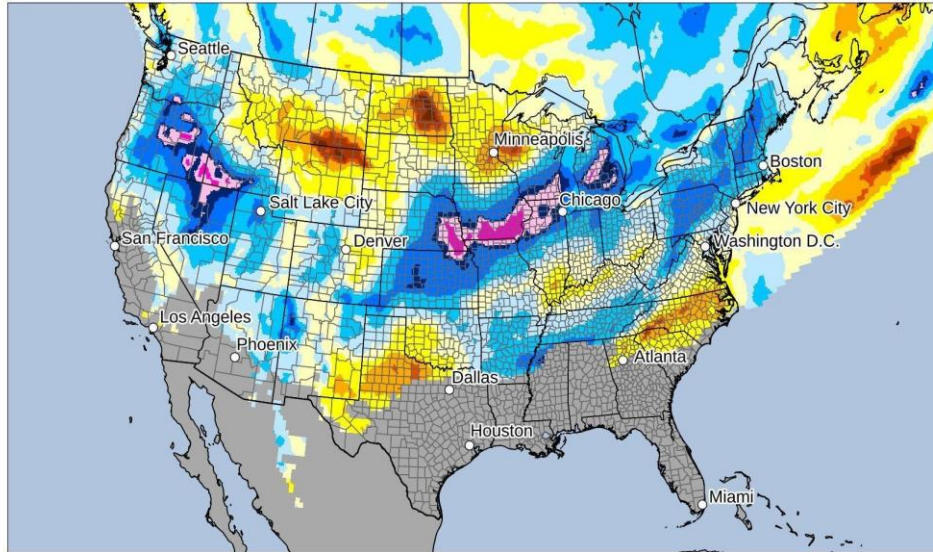 Seattle
Minneapolis
Boston
Salt Lake City
Chicago
New York City
San Francisco
Denver
Washington D.C.
Los Angeles
Phoenix
Atlanta
Dallas
Houston
Miami